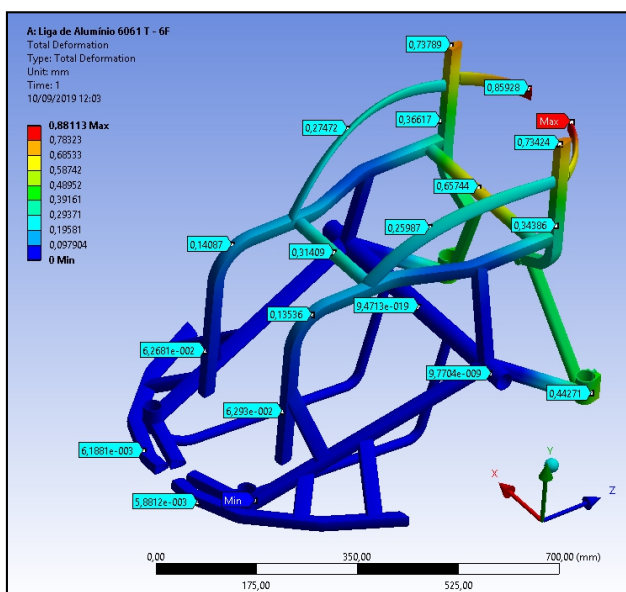 A: Liga de Alumínio 6061 T - 6F
Total Deformation
Type: Total Deformation
Unit: mm
Time: 1
10/09/2019 12:03
0,88113 Max
0,78323
0,68533
0,58742
0,48952
0,39161
0,29371
0,19581
0,097904
0 Min
0,73789
0,85928
0,27472
0,36617
Max
0,73424
0,65744
0,14087
0,25987
0,34386
0,31409
0,13536
9,4713e-019
6,2681e-002
9,7704e-009
0,44271
6,293e-002
6,1881e-003
5,8812e-003
Min
Y
X
Z
0,00
350,00
700,00 (mm)
175,00
525,00